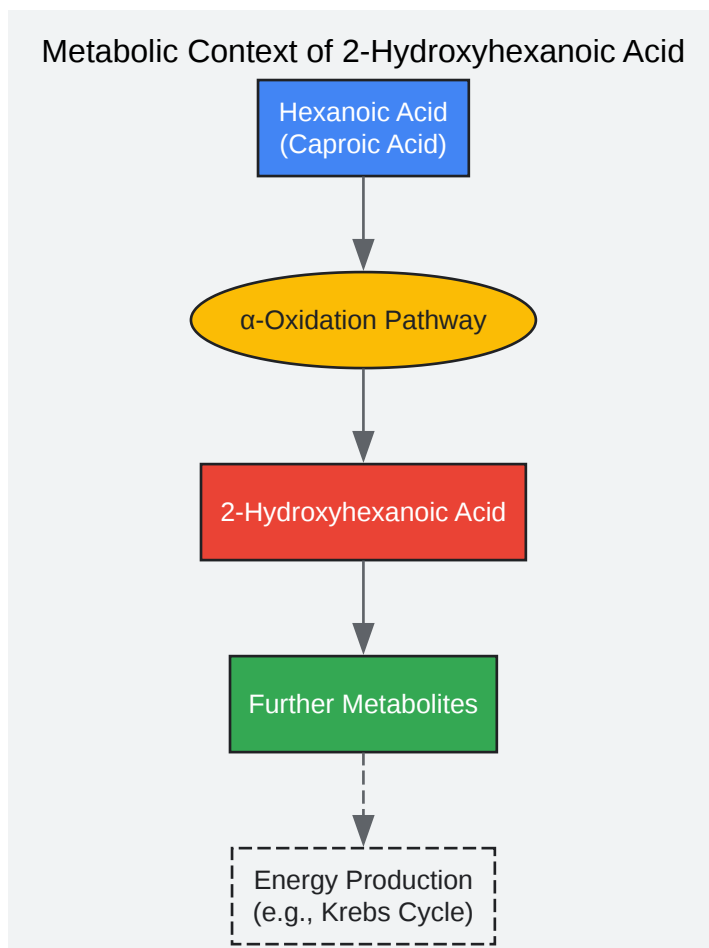 Metabolic Context of 2-Hydroxyhexanoic Acid
Hexanoic Acid
(Caproic Acid)
α-Oxidation Pathway
2-Hydroxyhexanoic Acid
Further Metabolites
Energy Production
(e.g., Krebs Cycle)